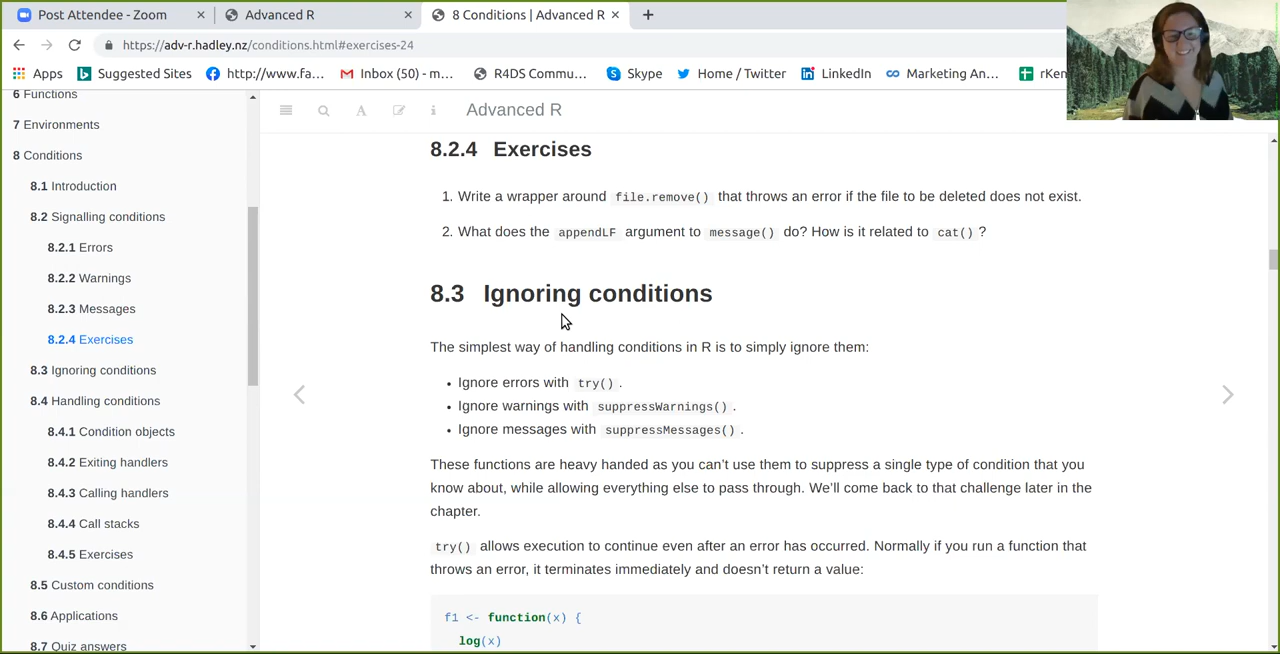 Post Attendee - Zoom
Advanced R
8 Conditions | Advanced R
https://adv-r.hadley.nz/conditions.html#exercises-24
Apps
Suggested Sites
http://www.fa...
Inbox (50) - m...
R4DS Commu...
Skype
Home / Twitter
LinkedIn
Marketing An...
6 Functions
7 Environments
8 Conditions
8.1 Introduction
8.2 Signalling conditions
8.2.1 Errors
8.2.2 Warnings
8.2.3 Messages
8.2.4 Exercises
8.3 Ignoring conditions
8.4 Handling conditions
8.4.1 Condition objects
8.4.2 Exiting handlers
8.4.3 Calling handlers
8.4.4 Call stacks
8.4.5 Exercises
8.5 Custom conditions
8.6 Applications
8.7 Quiz answers
Advanced R
8.2.4 Exercises
1. Write a wrapper around file.remove() that throws an error if the file to be deleted does not exist.
2. What does the appendLF argument to message() do? How is it related to cat() ?
8.3 Ignoring conditions
The simplest way of handling conditions in R is to simply ignore them:
• Ignore errors with try() .
• Ignore warnings with suppressWarnings() .
• Ignore messages with suppressMessages() .
These functions are heavy handed as you can't use them to suppress a single type of condition that you
know about, while allowing everything else to pass through. We'll come back to that challenge later in the
chapter.
try() allows execution to continue even after an error has occurred. Normally if you run a function that
throws an error, it terminates immediately and doesn't return a value:
f1 <- function(x) {
log(x)